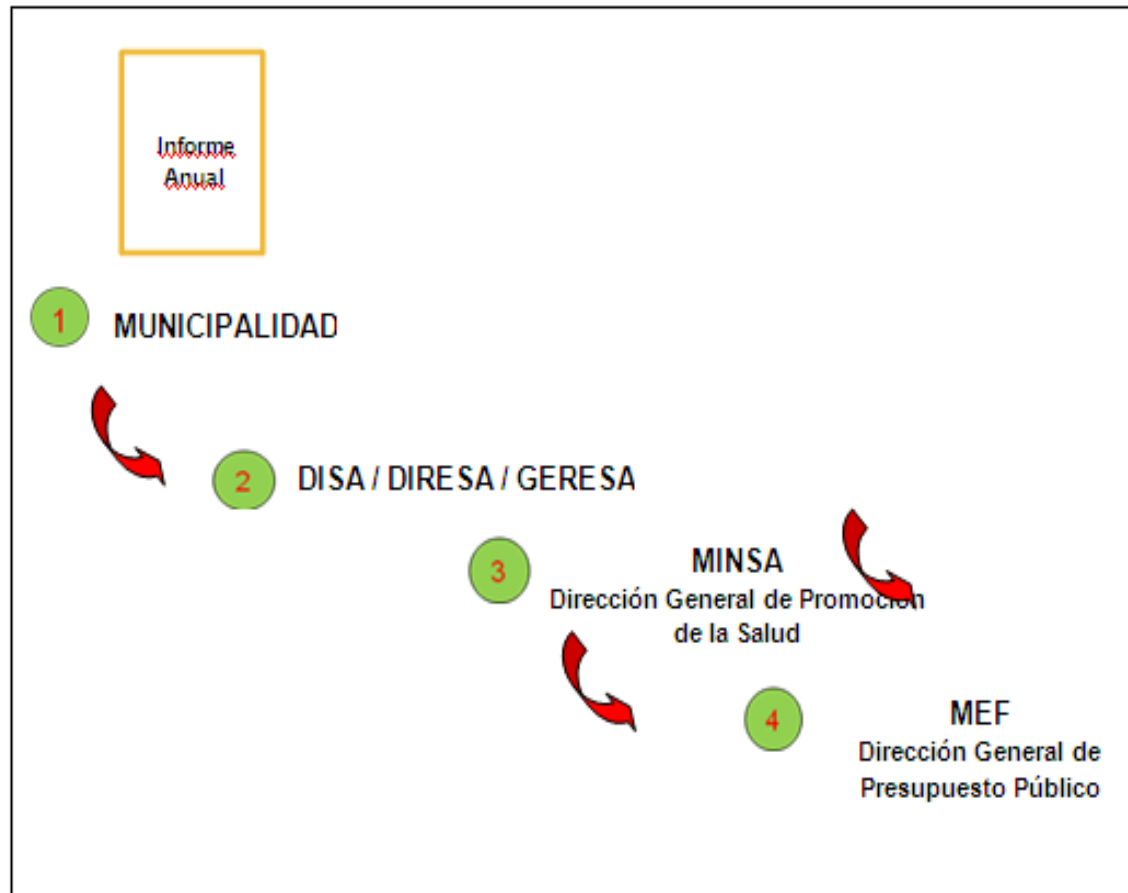 Informe
Anual
1
MUNICIPALIDAD
2
DISA / DIRESA / GERESA
3
MINSA
Dirección General de Promoción
de la Salud
4
MEF
Dirección General de
Presupuesto Público